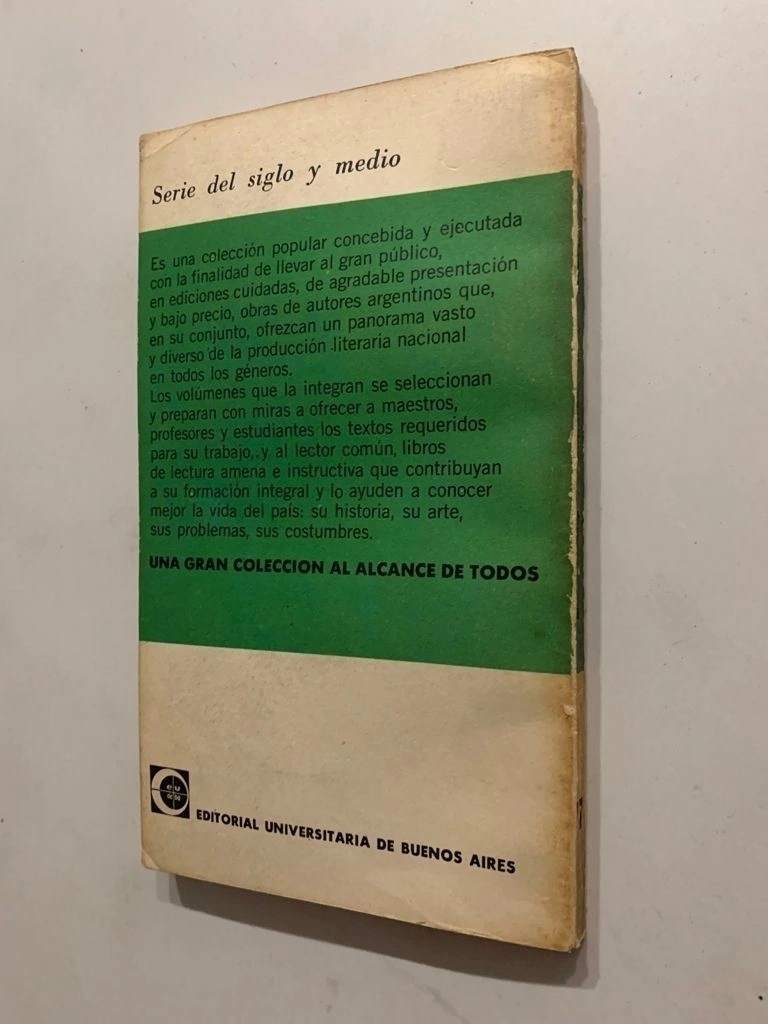 Serie del siglo y medio
Es una colección popular concebida y ejecutada
con la finalidad de llevar al gran público,
en ediciones cuidadas, de agradable presentación
y bajo precio, obras de autores argentinos que,
en su conjunto, ofrezcan un panorama vasto
y diverso de la producción literaria nacional
en todos los géneros.
Los volúmenes que la integran se seleccionan
y preparan con miras a ofrecer a maestros,
profesores y estudiantes los textos requeridos
para su trabajo, y al lector común, libros
de lectura amena e instructiva que contribuyan
a su formación integral y lo ayuden a conocer
mejor la vida del país: su historia, su arte,
sus problemas, sus costumbres.
UNA GRAN COLECCION AL ALCANCE DE TODOS
EDITORIAL UNIVERSITARIA DE BUENOS AIRES